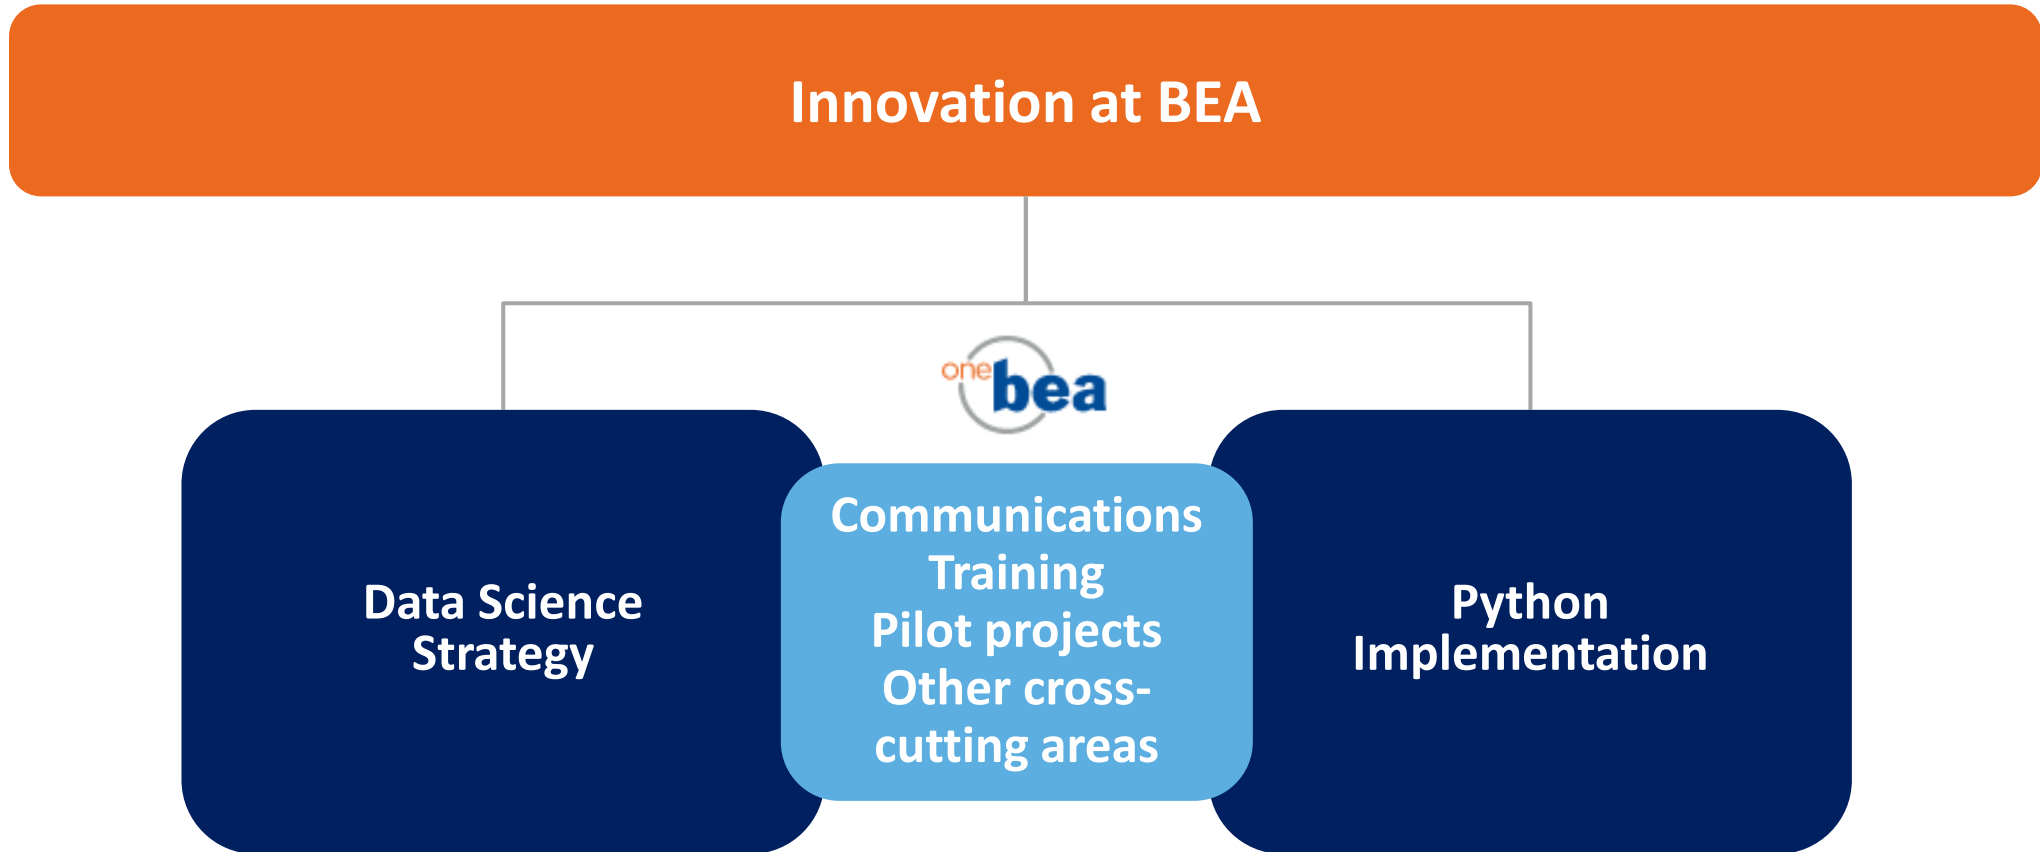 Innovation at BEA
one bea
Data Science
Strategy
Communications
Training
Pilot projects
Other cross-
cutting areas
Python
Implementation